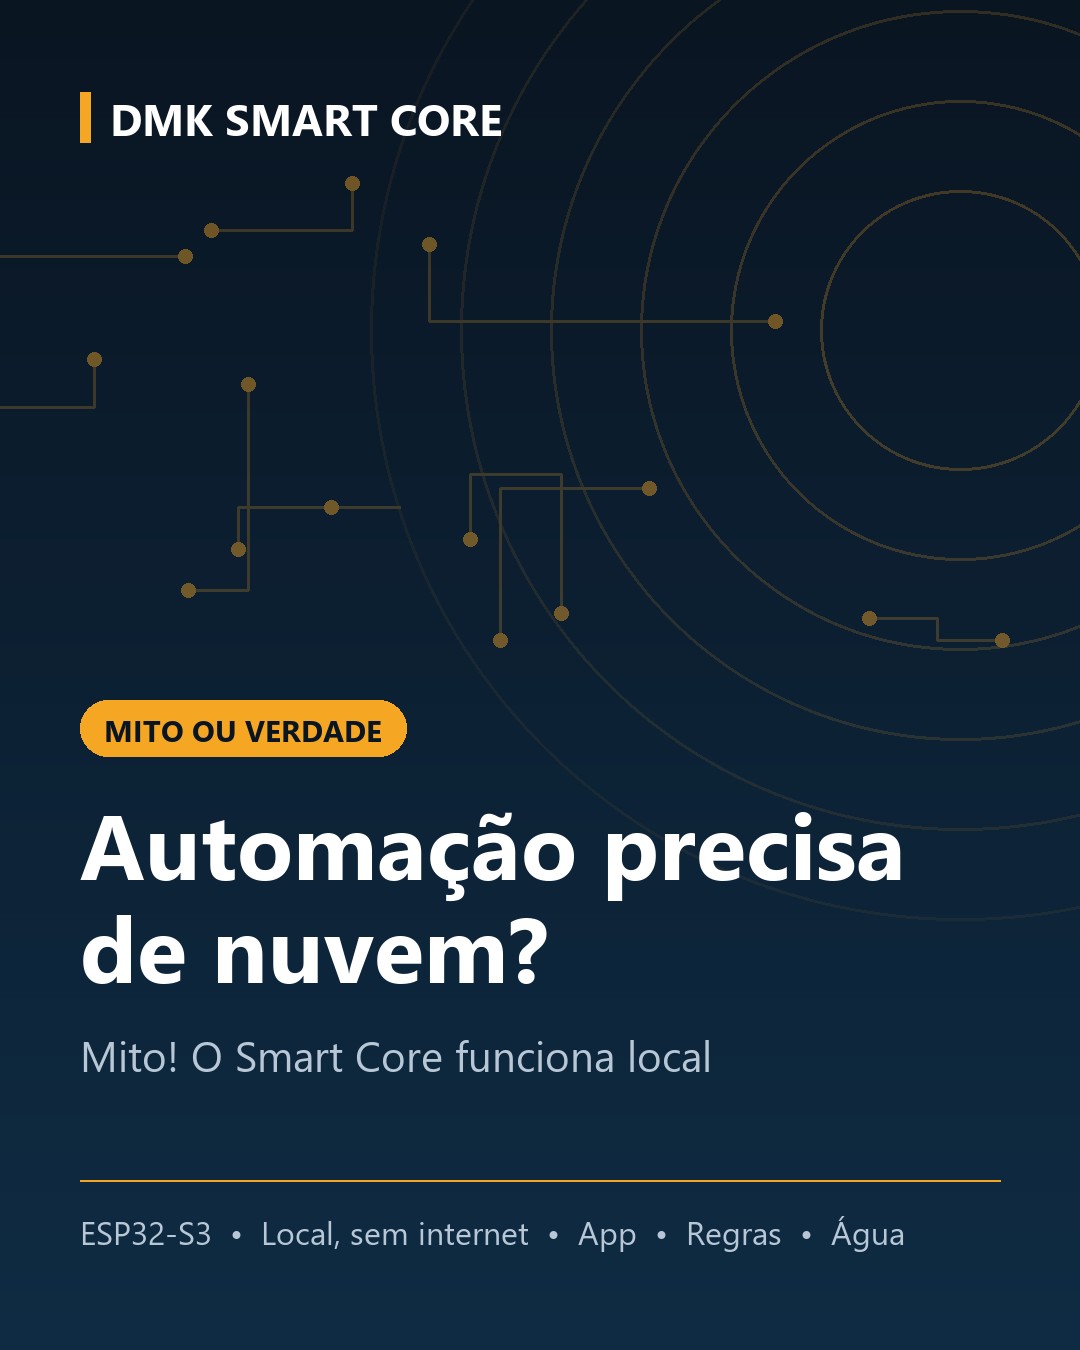 DMK SMART CORE
MITO OU VERDADE
Automação precisa
de nuvem?
Mito! O Smart Core funciona local
ESP32-S3 • Local, sem internet • App • Regras • Água